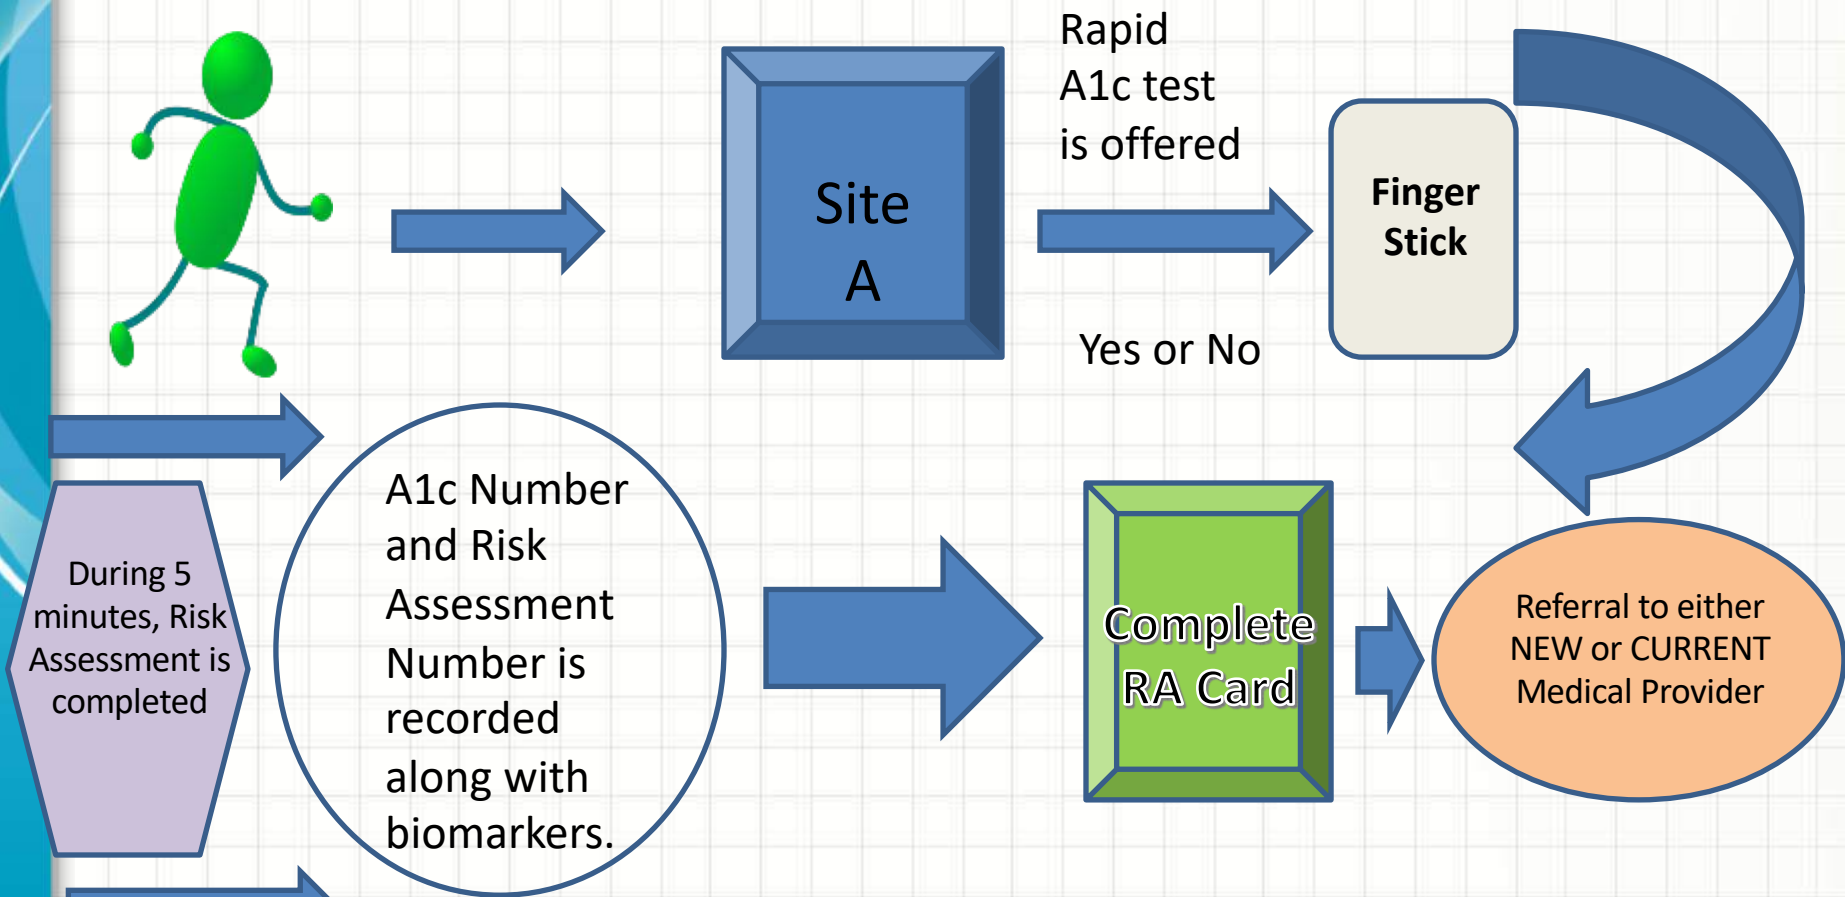 Rapid
A1c test
is offered
Site
A
Finger
Stick
Yes or No
During 5
minutes, Risk
Assessment is
completed
A1c Number
and Risk
Assessment
Number is
recorded
along with
biomarkers.
Complete
RA Card
Referral to either
NEW or CURRENT
Medical Provider